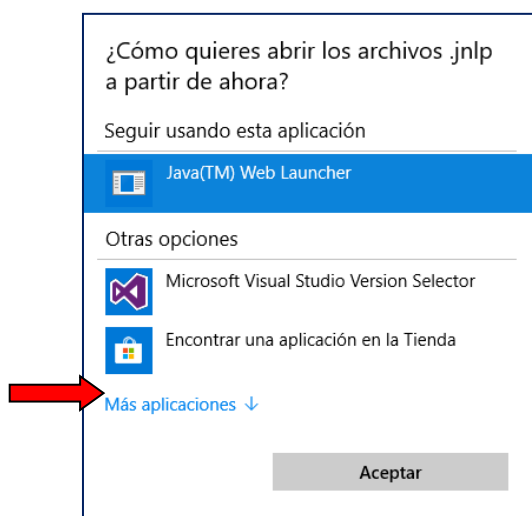 ¿Cómo quieres abrir los archivos .jnlp
a partir de ahora?
Seguir usando esta aplicación
Java(TM) Web Launcher
Otras opciones
Microsoft Visual Studio Version Selector
Encontrar una aplicación en la Tienda
Más aplicaciones ↓
Aceptar